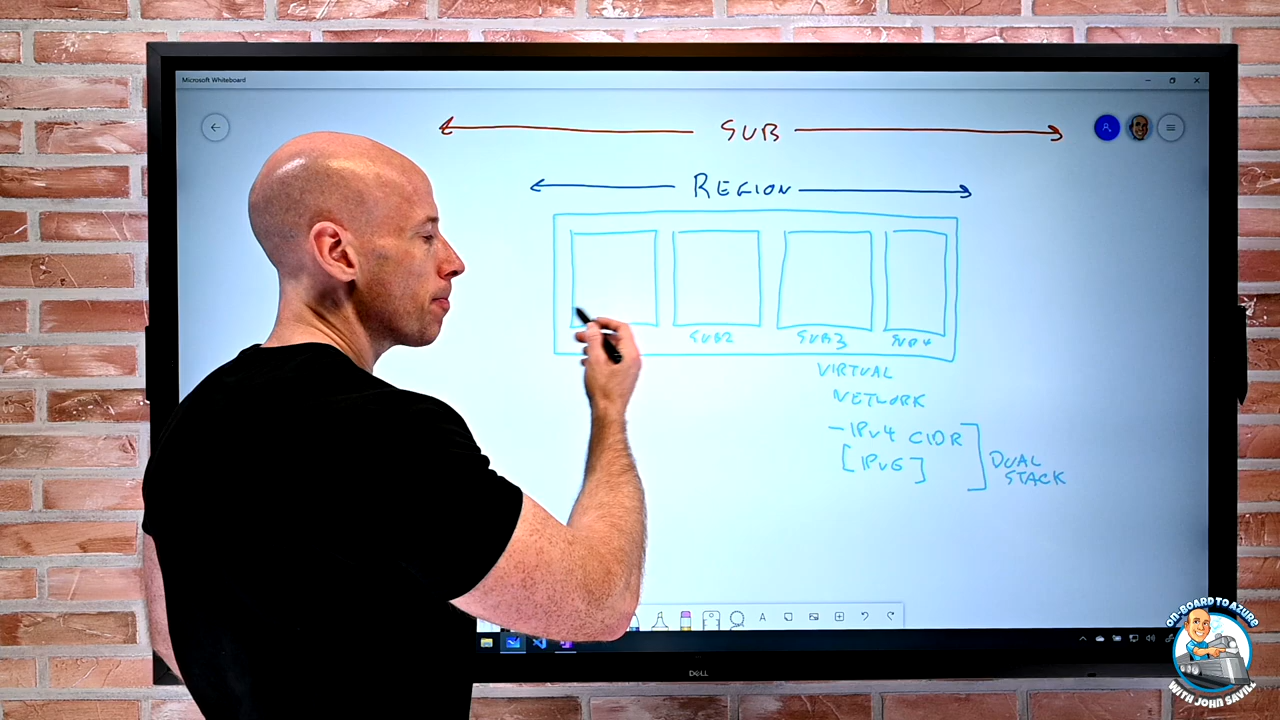 Microsoft Whiteboard
SUB
REGION
SUB2 SUB3 SUB4
VIRTUAL
NETWORK
- IPv4 CIDR
[IPv6]
DUAL
STACK
A
DELL
ON-BOARD TO AZURE
WITH JOHN SAVILL